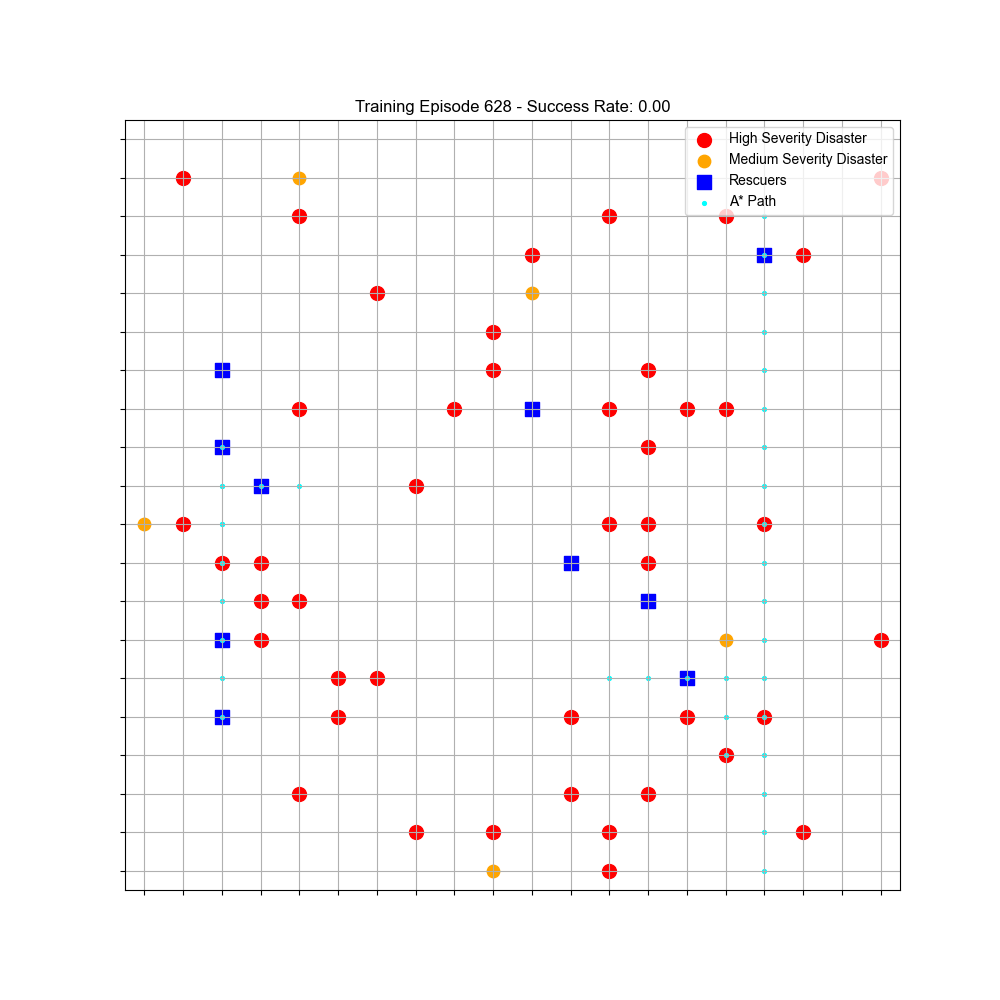 Training Episode 628 - Success Rate: 0.00
High Severity Disaster
Medium Severity Disaster
Rescuers
A* Path